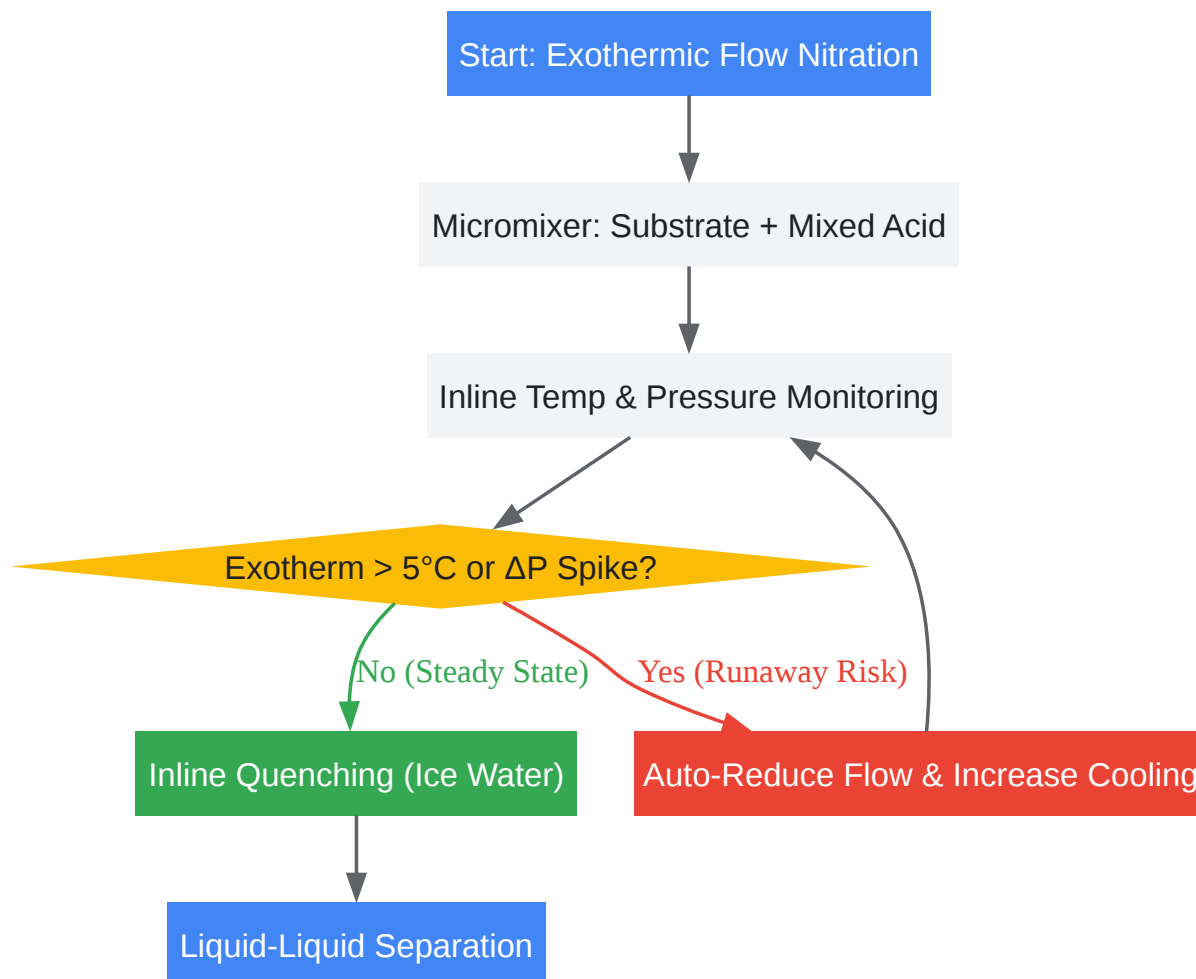 Start: Exothermic Flow Nitration
Micromixer: Substrate + Mixed Acid
Inline Temp & Pressure Monitoring
Exotherm > 5°C or ΔP Spike?
No (Steady State)
Yes (Runaway Risk)
Inline Quenching (Ice Water)
Auto-Reduce Flow & Increase Cooling
Liquid-Liquid Separation